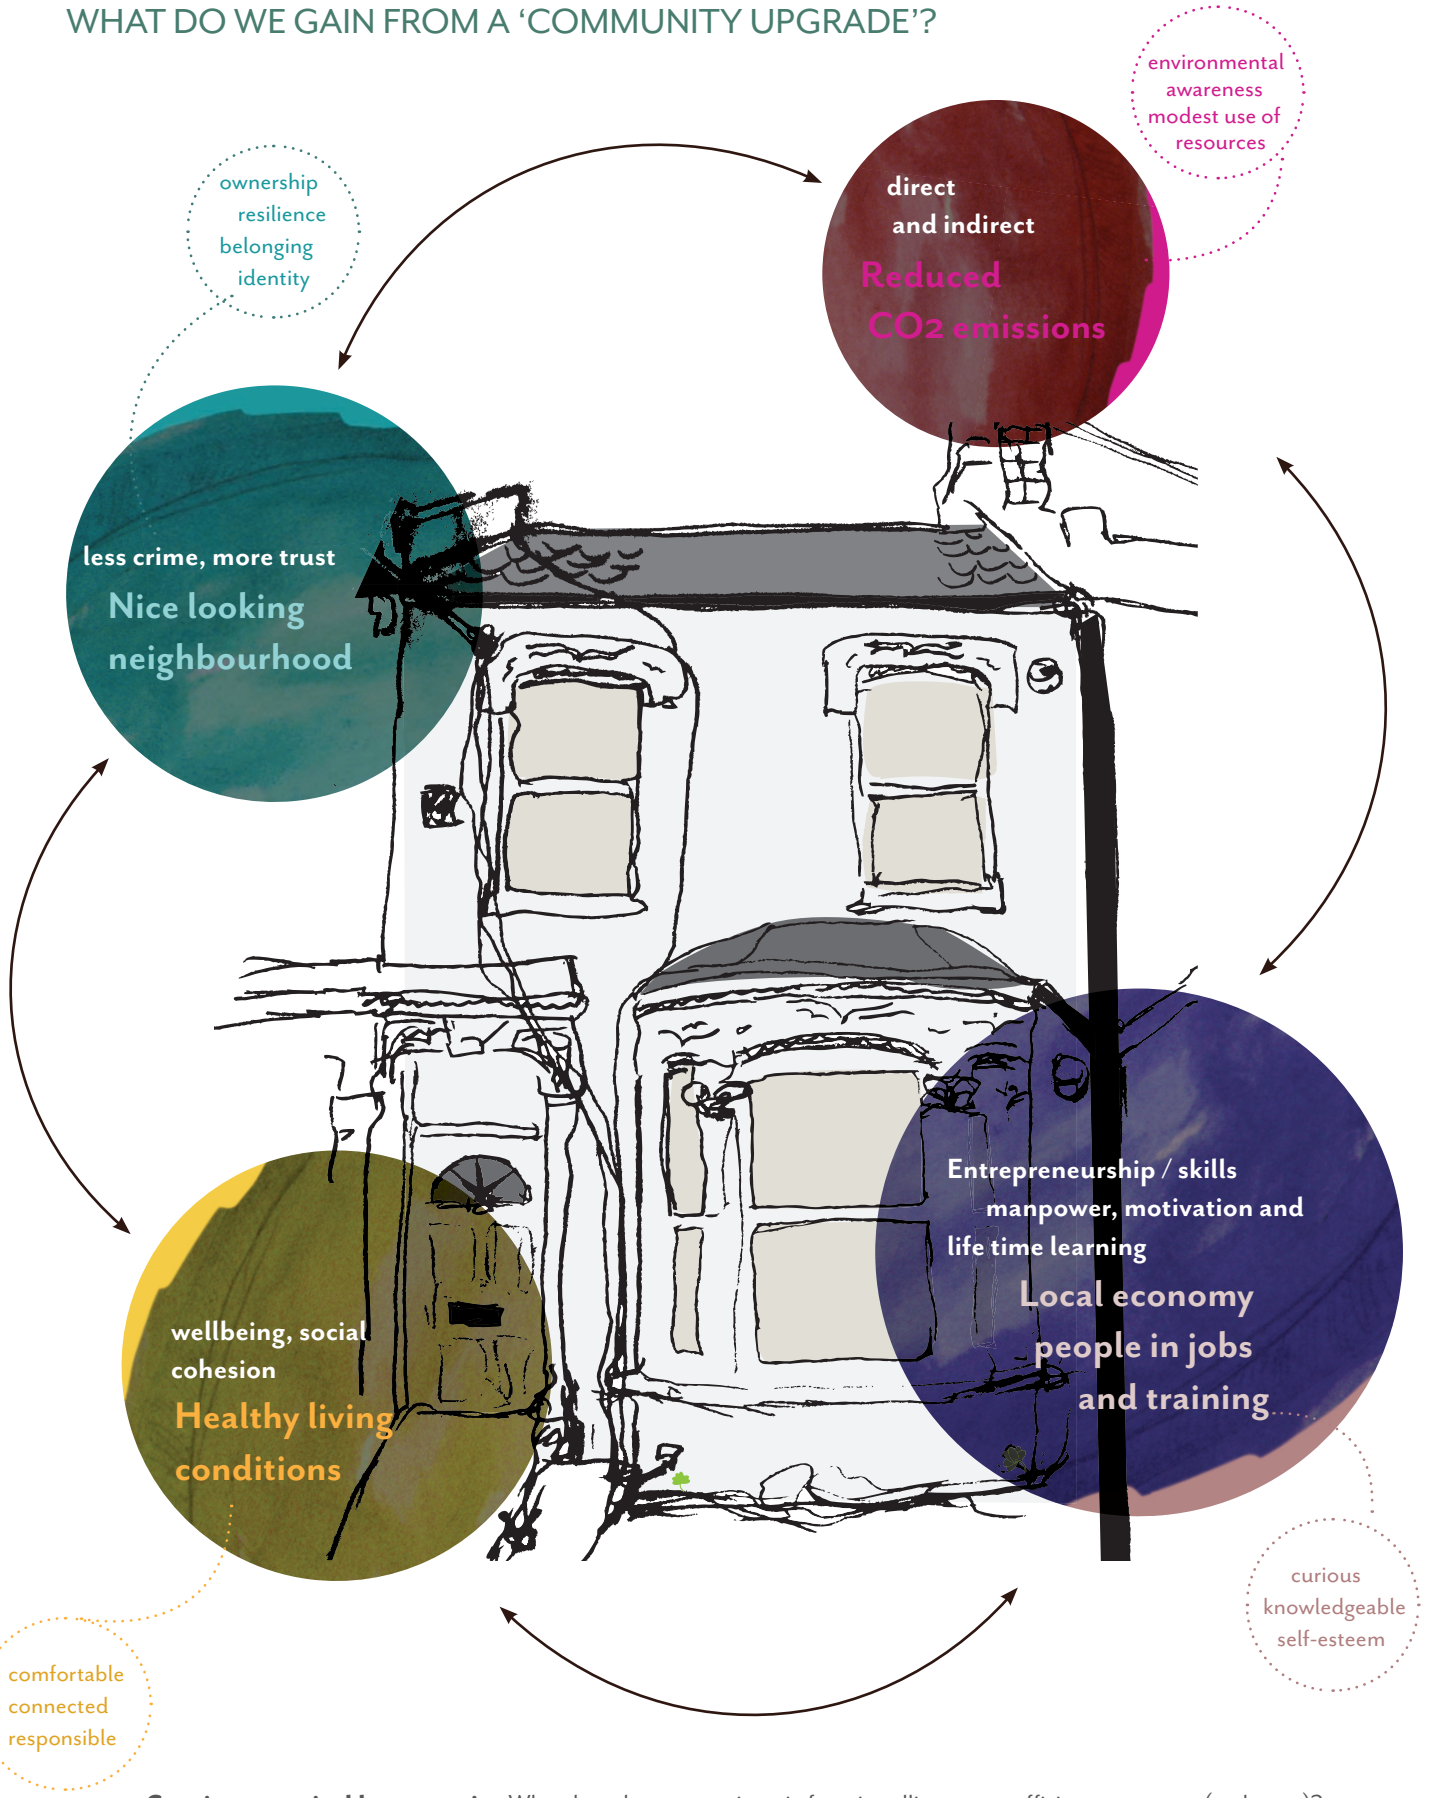 WHAT DO WE GAIN FROM A ‘COMMUNITY UPGRADE’?
environmental
awareness
modest use of
resources
ownership
resilience
belonging
identity
direct
and indirect
Reduced
CO2 emissions
less crime, more trust
Nice looking
neighbourhood
Entrepreneurship / skills
manpower, motivation and
life time learning
Local economy
people in jobs
and training
wellbeing, social
cohesion
Healthy living
conditions
curious
knowledgeable
self-esteem
comfortable
connected
responsible